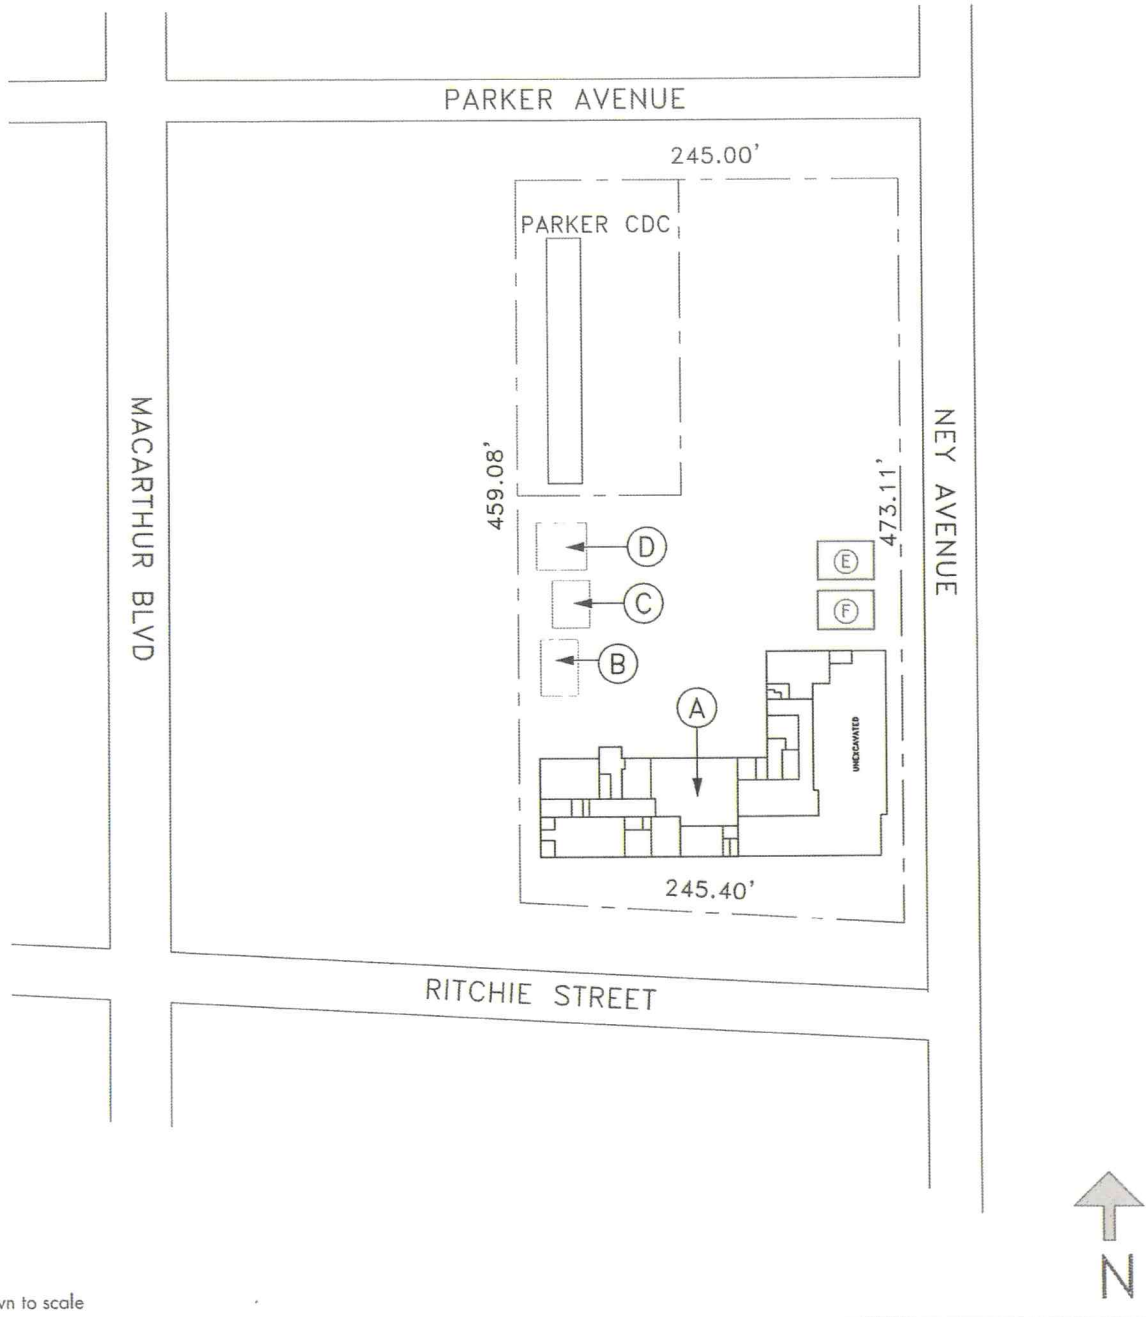 PARKER AVENUE
245.00'
PARKER CDC
MACARTHUR BLVD
459.08'
473.11'
NEY AVENUE
D
E
C
F
B
A
UNEXCAVATED
245.40'
RITCHIE STREET
N
to scale